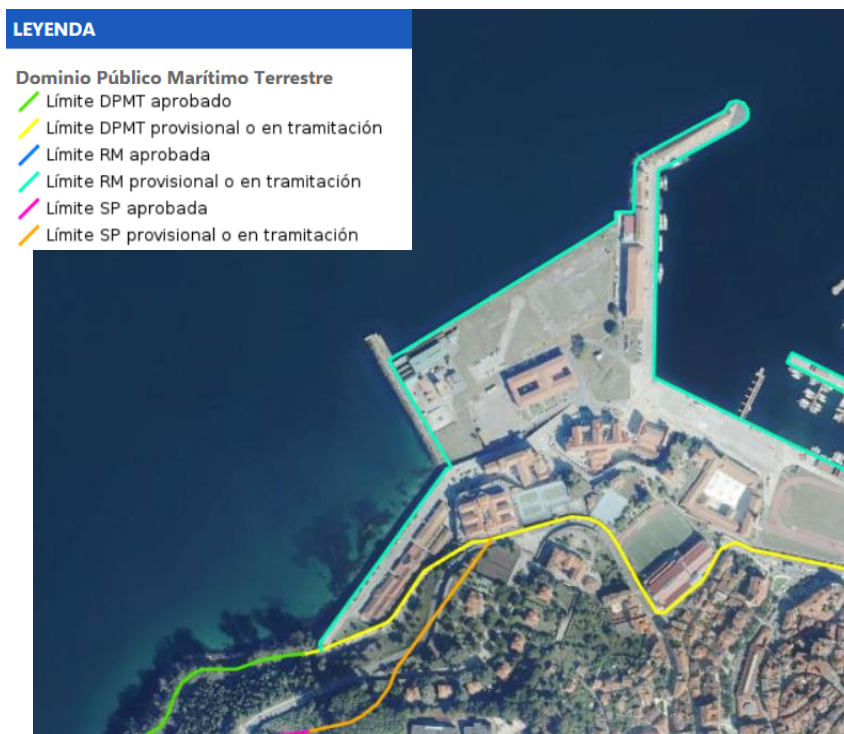 LEYENDA
Dominio Público Marítimo Terrestre
Límite DPMT aprobado
Límite DPMT provisional o en tramitación
Límite RM aprobada
Límite RM provisional o en tramitación
Límite SP aprobada
Límite SP provisional o en tramitación